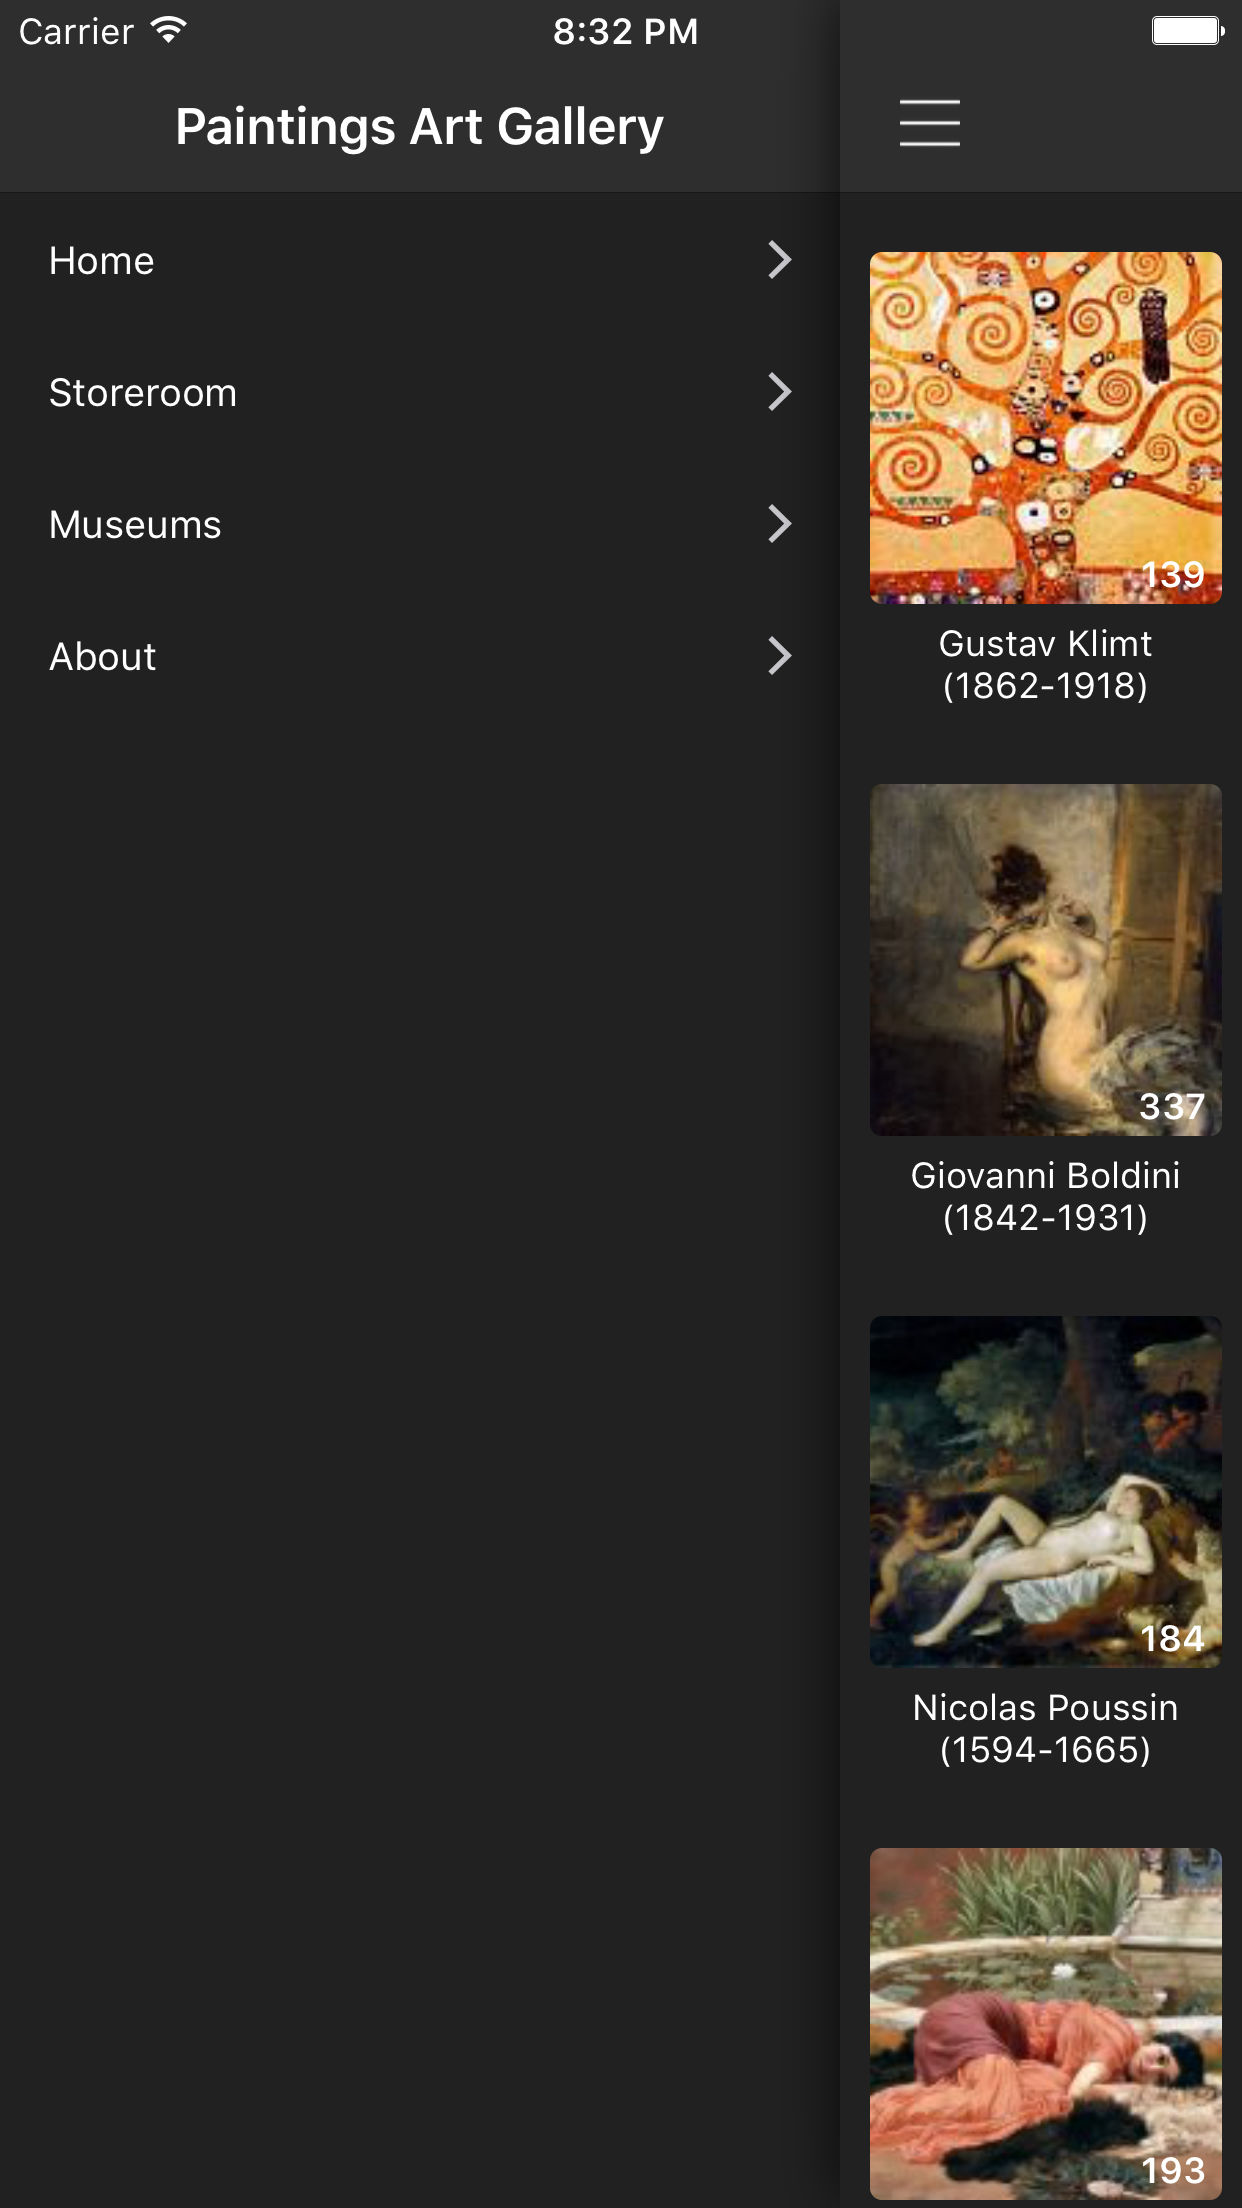 Carrier
8:32 PM
Paintings Art Gallery
Home
Storeroom
Museums
About
139
Gustav Klimt
(1862-1918)
337
Giovanni Boldini
(1842-1931)
184
Nicolas Poussin
(1594-1665)
193